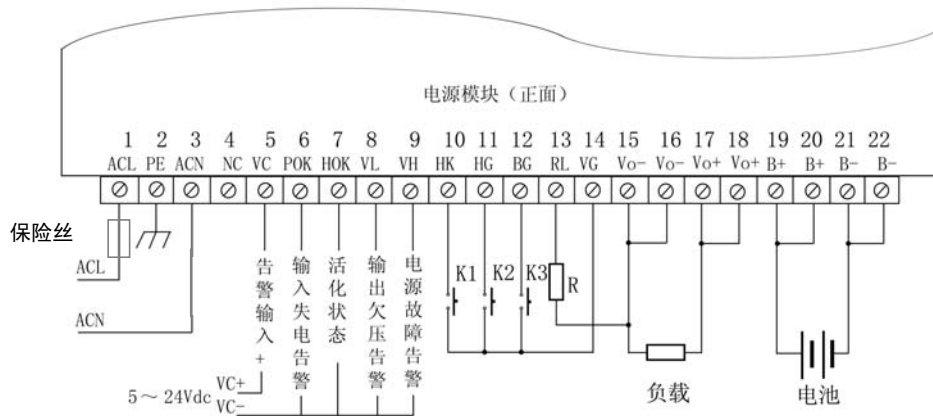 电源模块（正面）
1 2 3 4 5 6 7 8 9 10 11 12 13 14 15 16 17 18 19 20 21 22
ACL PE ACN NC VC POK HOK VL VH HK HG BG RL VG Vo- Vo- Vo+ Vo+ B+ B+ B- B-
保险丝
ACL
ACN
告警输入+
输入失电告警
活化状态
输出欠压告警
电源故障告警
K1 K2 K3 R
负载
电池
5～24Vdc
VC+
VC-